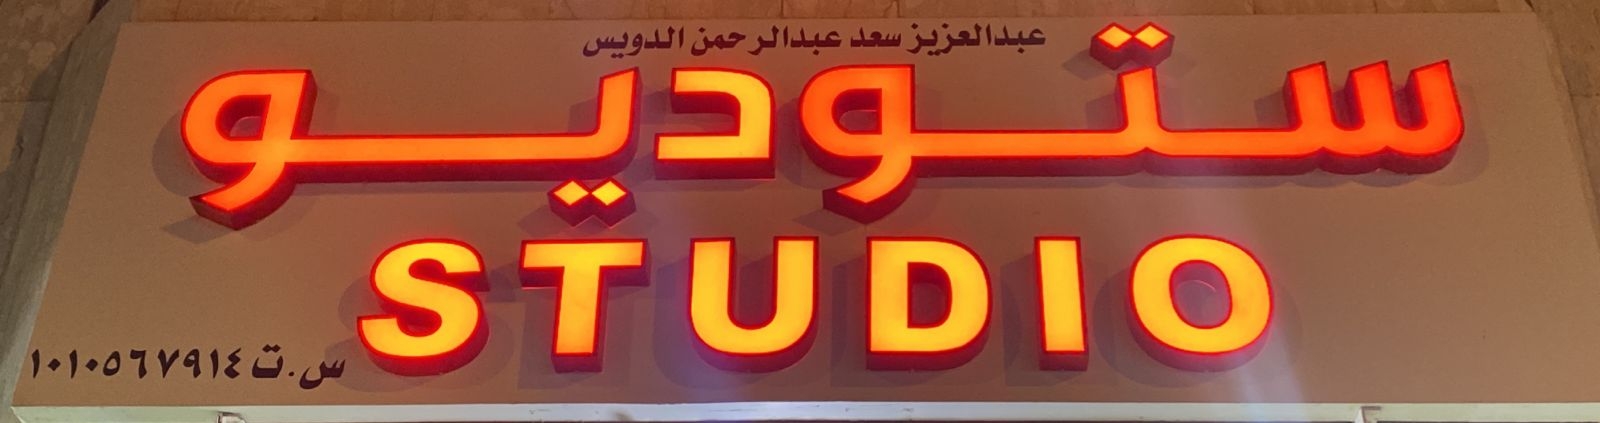 عبدالعزيز سعد عبدالرحمن الدويس
ستوديو
STUDIO
س.ت ١٠١٠٥٦٧٩١٤